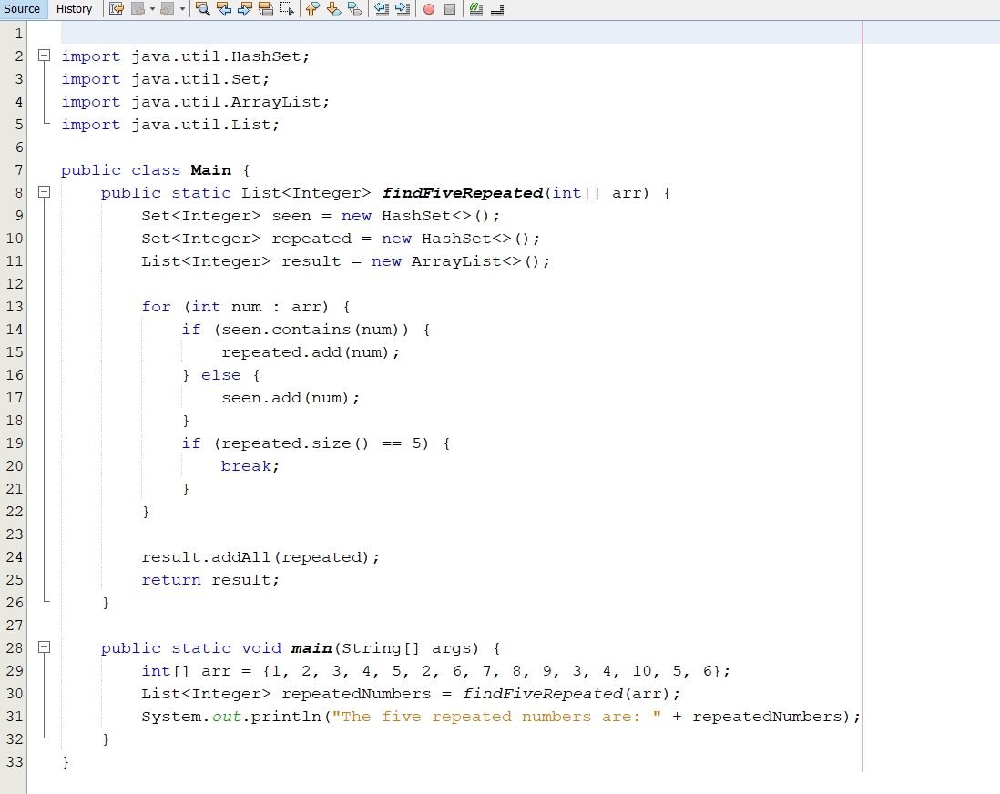 Source History
1
2 import java.util.HashSet;
3 import java.util.Set;
4 import java.util.ArrayList;
5 import java.util.List;
6
7 public class Main {
8     public static List<Integer> findFiveRepeated(int[] arr) {
9         Set<Integer> seen = new HashSet<>();
10         Set<Integer> repeated = new HashSet<>();
11         List<Integer> result = new ArrayList<>();
12
13         for (int num : arr) {
14             if (seen.contains(num)) {
15                 repeated.add(num);
16             } else {
17                 seen.add(num);
18             }
19             if (repeated.size() == 5) {
20                 break;
21             }
22         }
23
24         result.addAll(repeated);
25         return result;
26     }
27
28     public static void main(String[] args) {
29         int[] arr = {1, 2, 3, 4, 5, 2, 6, 7, 8, 9, 3, 4, 10, 5, 6};
30         List<Integer> repeatedNumbers = findFiveRepeated(arr);
31         System.out.println("The five repeated numbers are: " + repeatedNumbers);
32     }
33 }